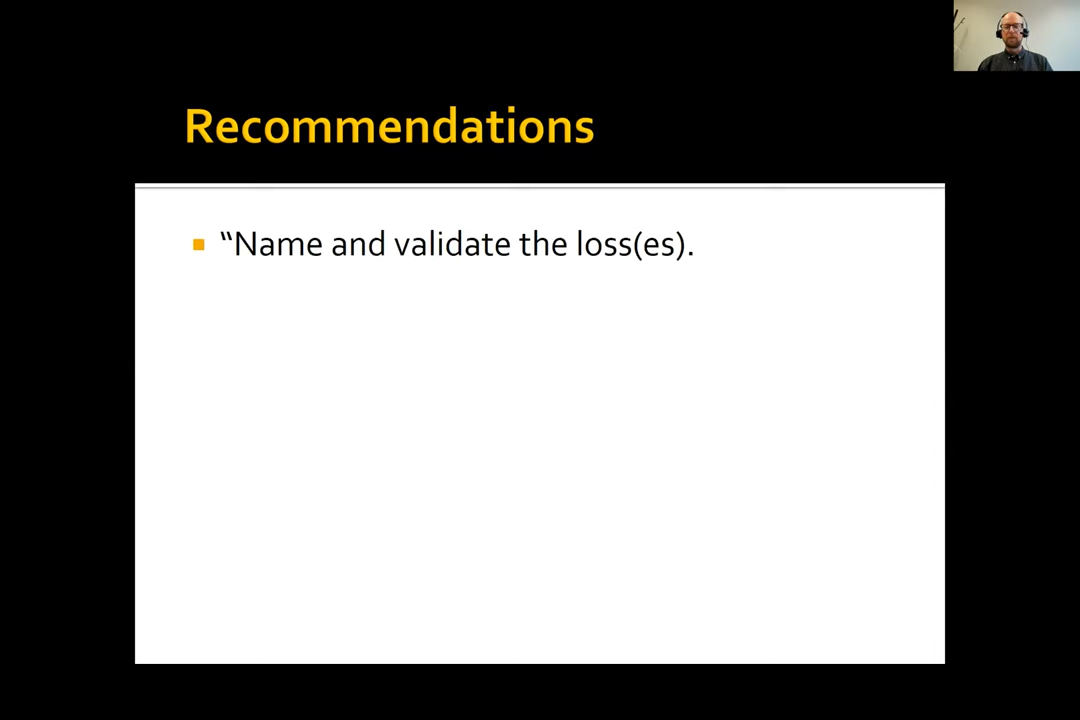 Recommendations
“Name and validate the loss(es).